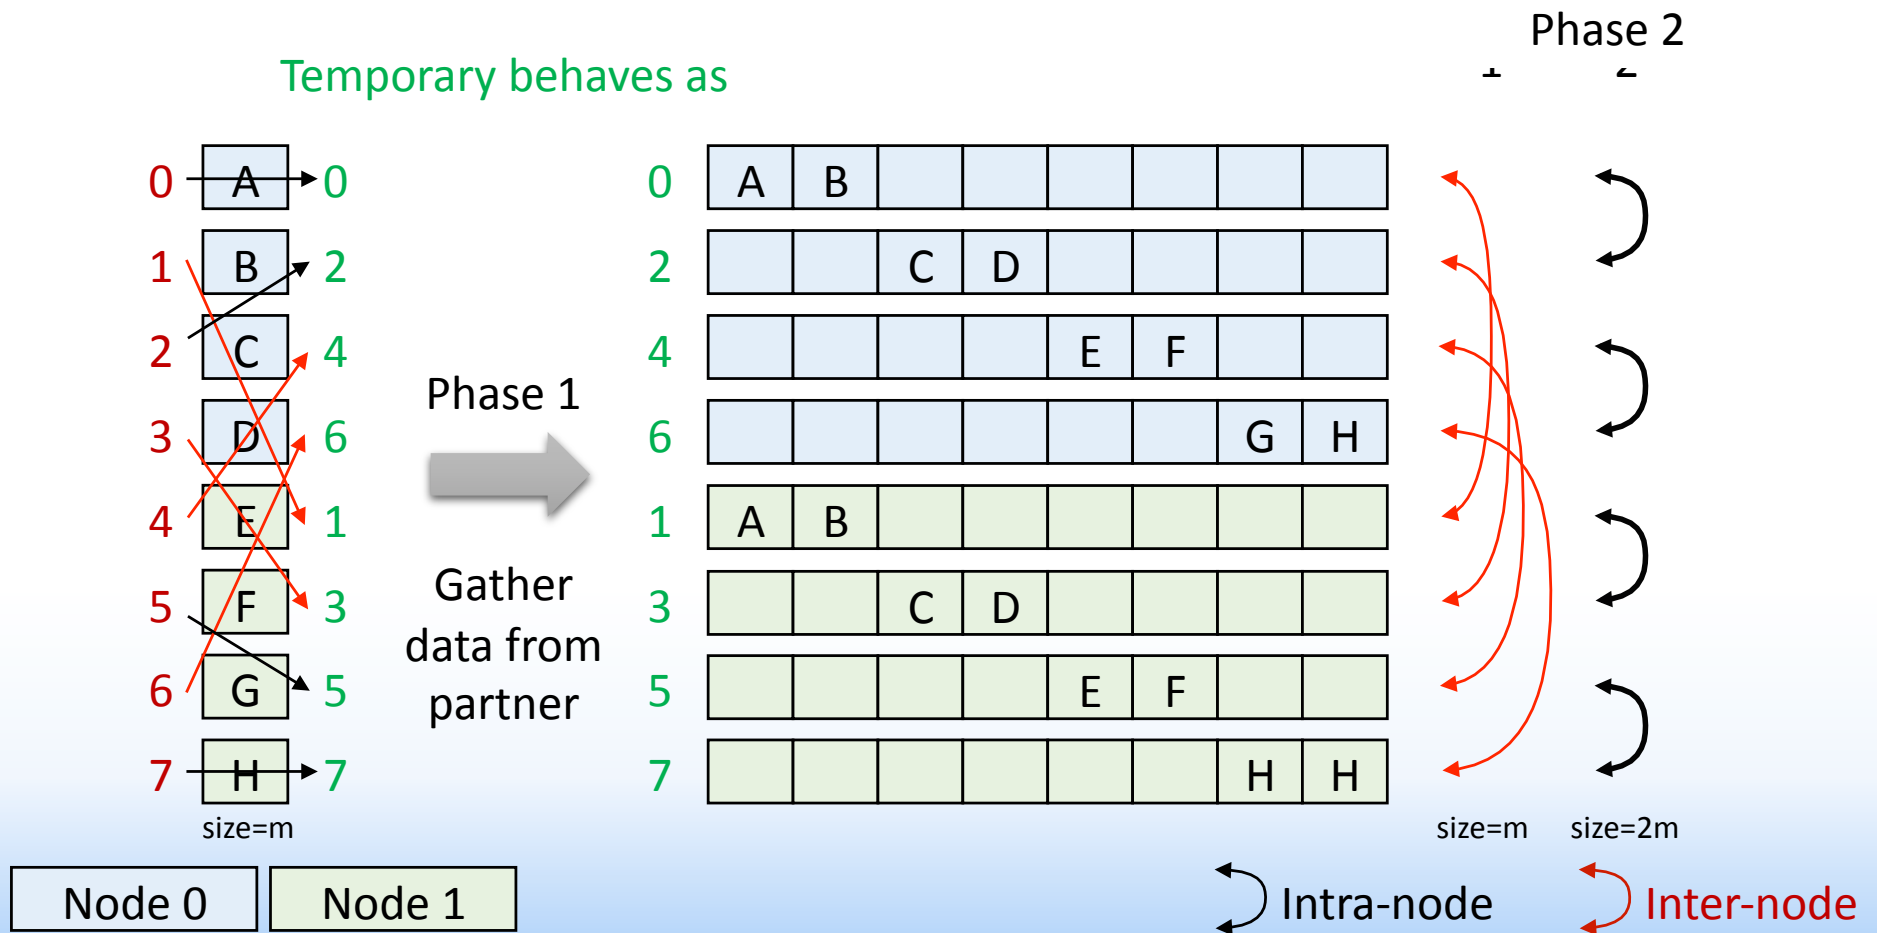 Phase 2
Temporary behaves as
0 A 0
1 B 2
2 C 4
3 D 6
4 E 1
5 F 3
6 G 5
7 H 7
size=m
Phase 1
Gather
data from
partner
0 A B
2 C D
4 E F
6 G H
1 A B
3 C D
5 E F
7 H H
size=m size=2m
Node 0 Node 1 Intra-node Inter-node